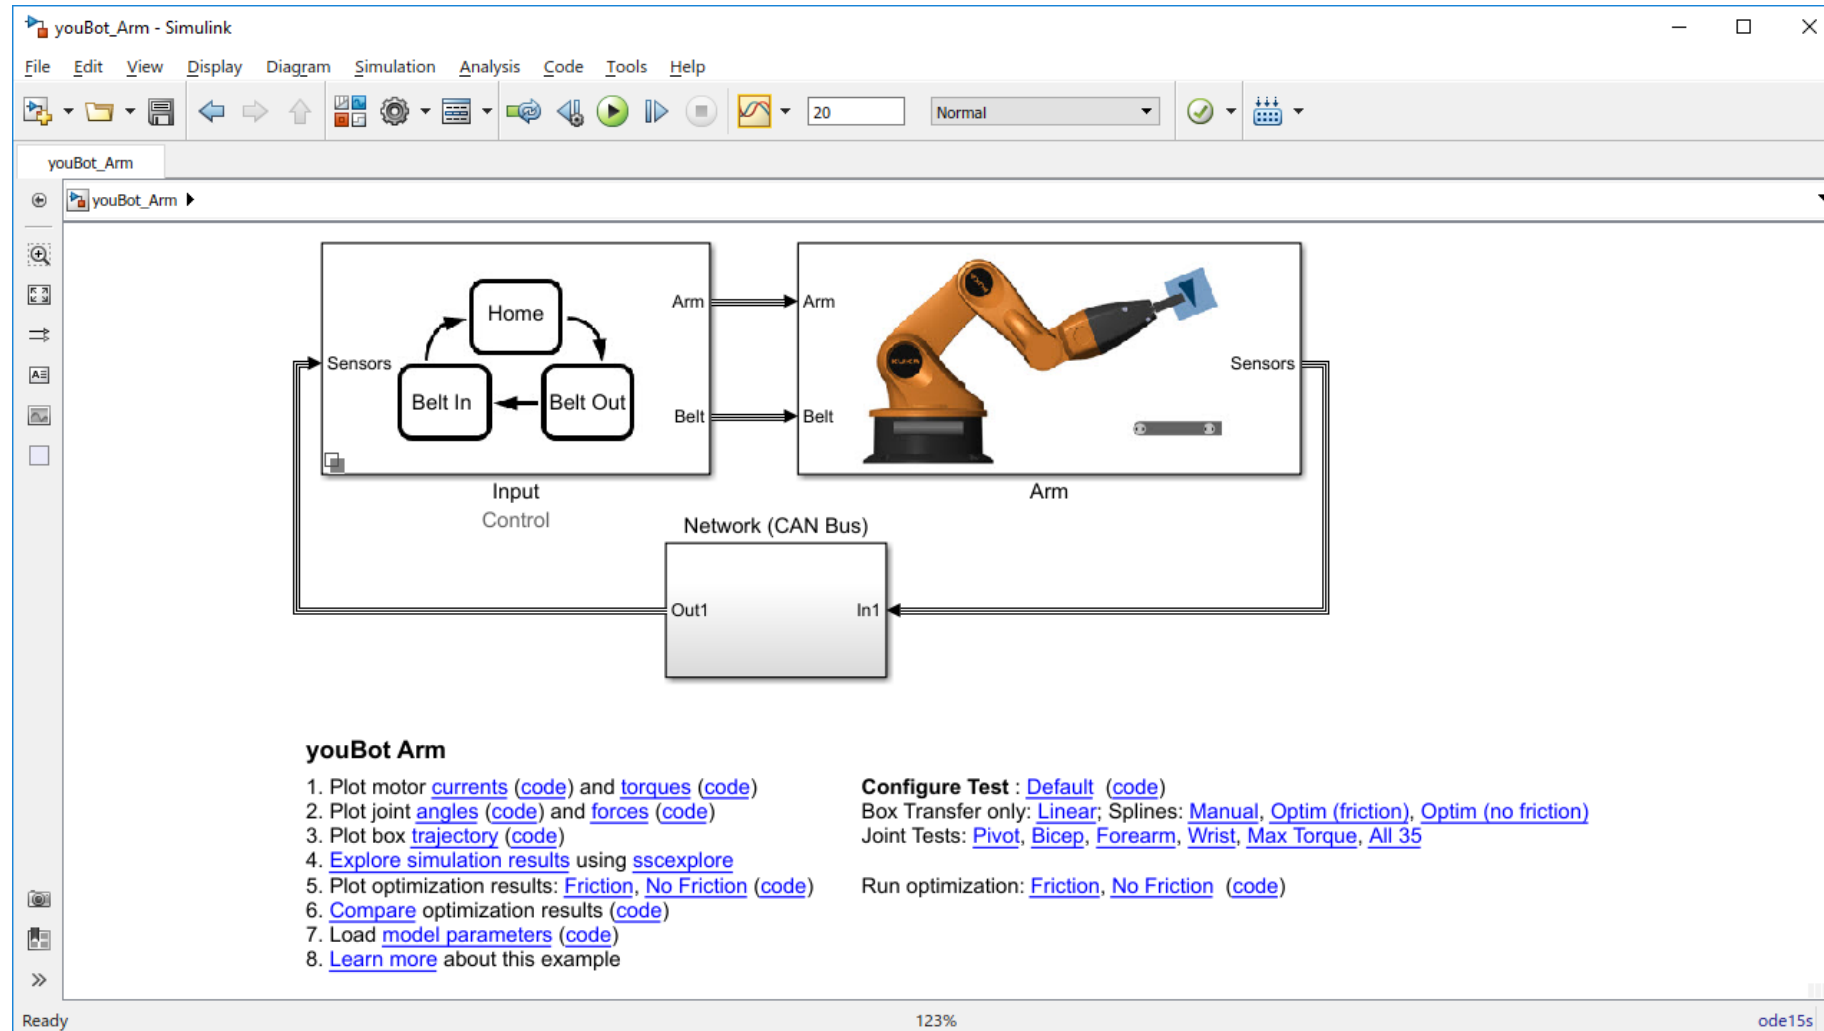 youBot_Arm - Simulink
File Edit View Display Diagram Simulation Analysis Code Tools Help
20 Normal
youBot_Arm
youBot_Arm
Home
Belt In
Belt Out
Sensors
Arm
Belt
Input
Control
Arm
Belt
KUKA
Sensors
Arm
Network (CAN Bus)
Out1 In1
youBot Arm
1. Plot motor currents (code) and torques (code)
2. Plot joint angles (code) and forces (code)
3. Plot box trajectory (code)
4. Explore simulation results using sscexplore
5. Plot optimization results: Friction, No Friction (code)
6. Compare optimization results (code)
7. Load model parameters (code)
8. Learn more about this example
Configure Test : Default (code)
Box Transfer only: Linear; Splines: Manual, Optim (friction), Optim (no friction)
Joint Tests: Pivot, Bicep, Forearm, Wrist, Max Torque, All 35
Run optimization: Friction, No Friction (code)
Ready 123% ode15s